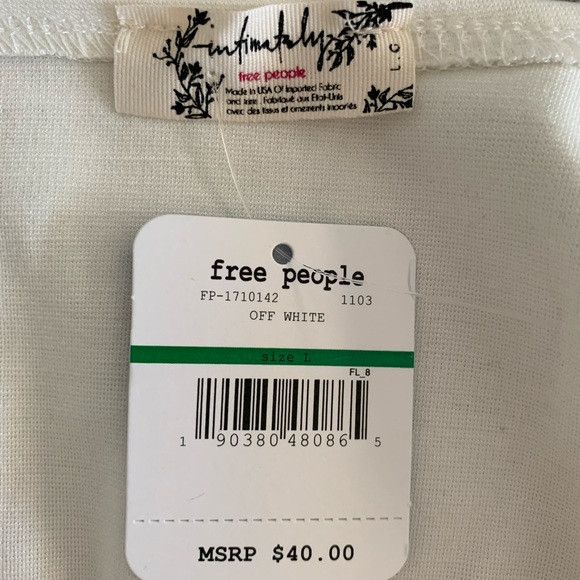 intimately
free people
Made in USA Of Imported Fabric
and trim. Fabriqué aux États-Unis
avec des tissus et ornements importés
L G
free people
FP-1710142 1103
OFF WHITE
size L
FL_8
1 90380 48086 5
MSRP $40.00